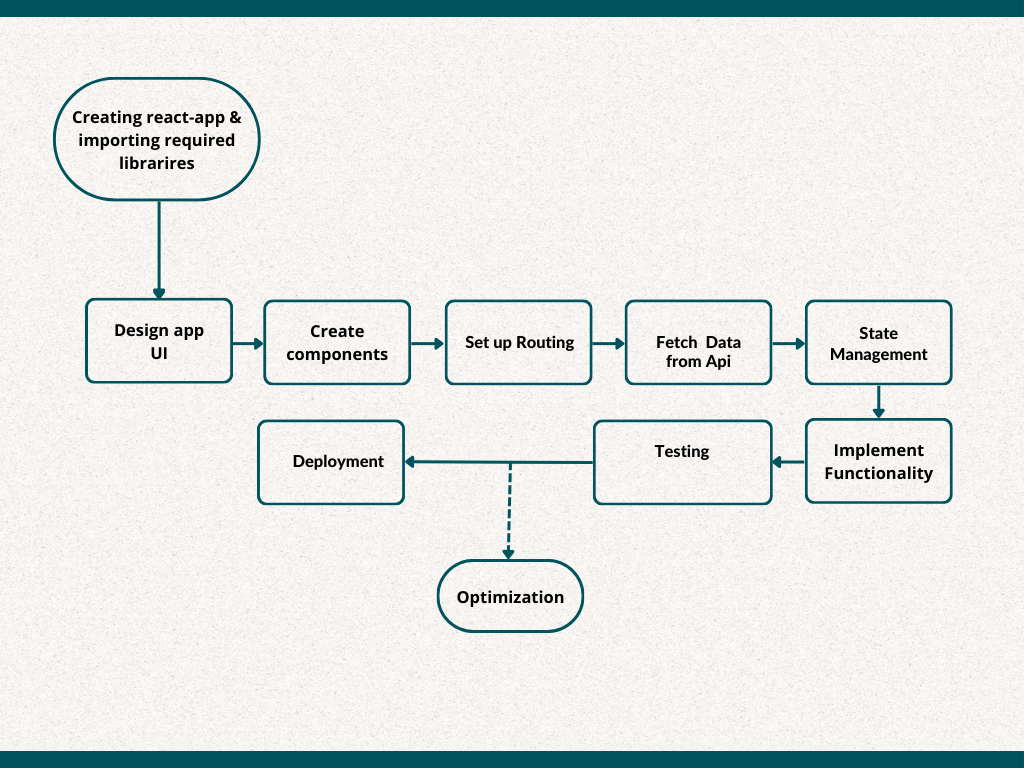 Creating react-app &
importing required
librarires
Design app
UI
Create
components
Set up Routing
Fetch  Data
from Api
State
Management
Implement
Functionality
Testing
Deployment
Optimization